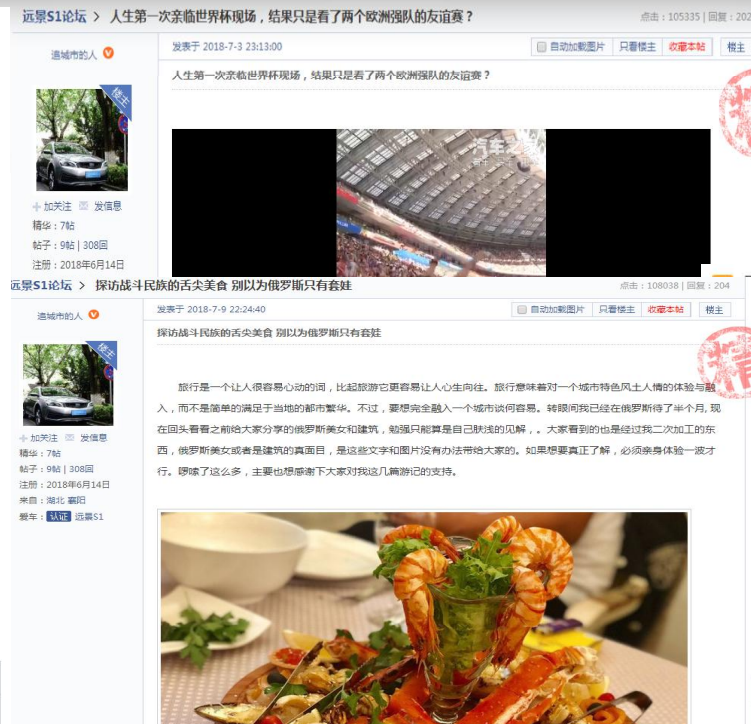 远景S1论坛 > 人生第一次亲临世界杯现场，结果只是看了两个欧洲强队的友谊赛？
点击：105335 | 回复：202
追城市的人
发表于 2018-7-3 23:13:00
自动加载图片 只看楼主 收藏本帖 楼主
人生第一次亲临世界杯现场，结果只是看了两个欧洲强队的友谊赛？
楼主
汽车之家
加关注 发信息
精华：7帖
帖子：9帖 | 308回
注册：2018年6月14日
远景S1论坛 > 探访战斗民族的舌尖美食 别以为俄罗斯只有套娃
点击：108038 | 回复：204
追城市的人
发表于 2018-7-9 22:24:40
自动加载图片 只看楼主 收藏本帖 楼主
探访战斗民族的舌尖美食 别以为俄罗斯只有套娃
楼主
旅行是一个让人很容易心动的词，比起旅游它更容易让人心生向往。旅行意味着对一个城市特色风土人情的体验与融
入，而不是简单的满足于当地的都市繁华。不过，要想完全融入一个城市谈何容易。转眼间我已经在俄罗斯待了半个月, 现
在回头看看之前给大家分享的俄罗斯美女和建筑，勉强只能算是自己肤浅的见解，。大家看到的也是经过我二次加工的东
西，俄罗斯美女或者是建筑的真面目，是这些文字和图片没有办法带给大家的。如果想要真正了解，必须亲身体验一波才
行。啰嗦了这么多，主要也想感谢下大家对我这几篇游记的支持。
加关注 发信息
精华：7帖
帖子：9帖 | 308回
注册：2018年6月14日
来自：湖北 襄阳
爱车：认证 远景S1